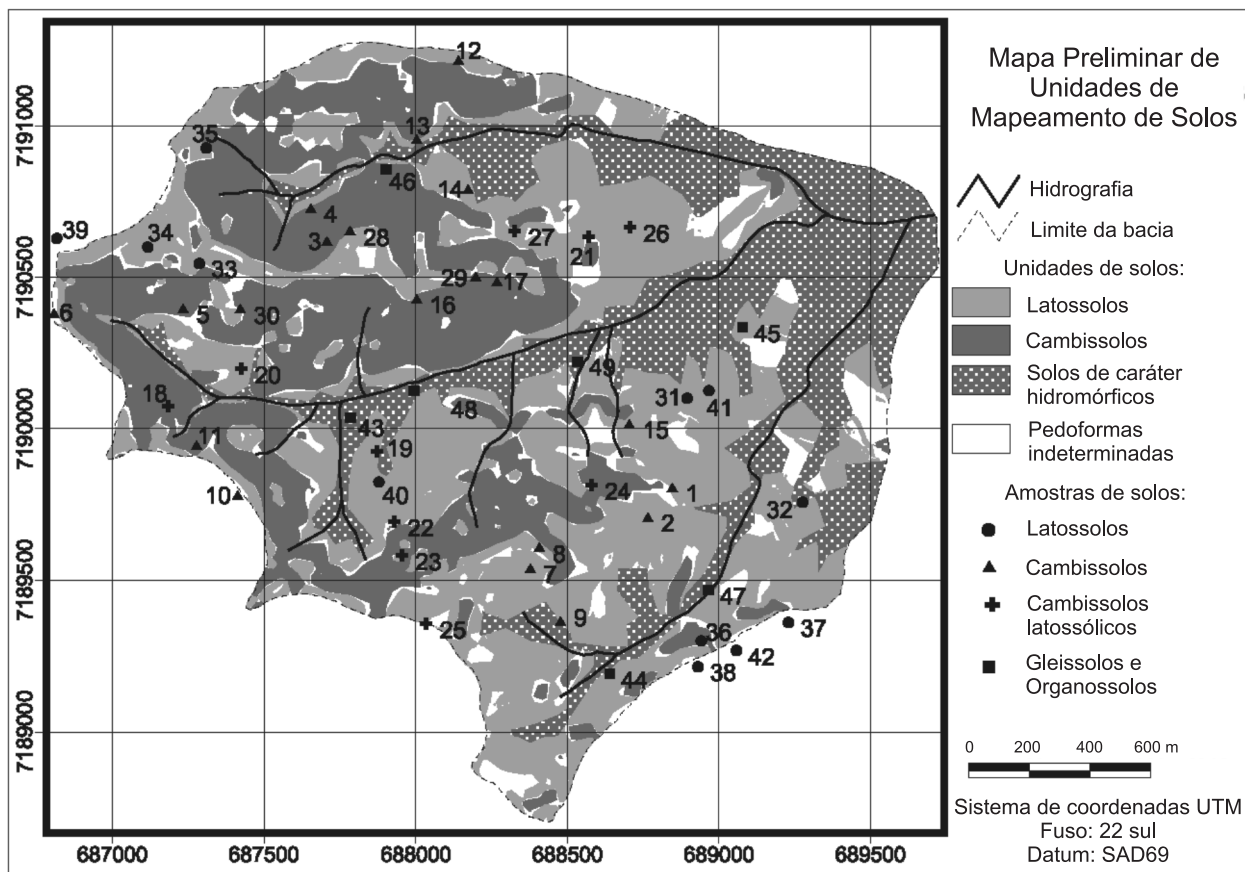 Mapa Preliminar de
Unidades de
Mapeamento de Solos
Hidrografia
Limite da bacia
Unidades de solos:
Latossolos
Cambissolos
Solos de caráter
hidromórficos
Pedoformas
indeterminadas
Amostras de solos:
Latossolos
Cambissolos
Cambissolos
latossólicos
Gleissolos e
Organossolos
0 200 400 600 m
Sistema de coordenadas UTM
Fuso: 22 sul
Datum: SAD69
7191000
7190500
7190000
7189500
7189000
687000 687500 688000 688500 689000 689500
12
35 13
46 14
4
39 34 3 28 27 21 26
33 29 17
6 5 30 16
45
20 49
18 31 41
48
43 15
11 19
10 40 24 1
32
22 2
23 8
7
47
9
25 36 37
42
44 38